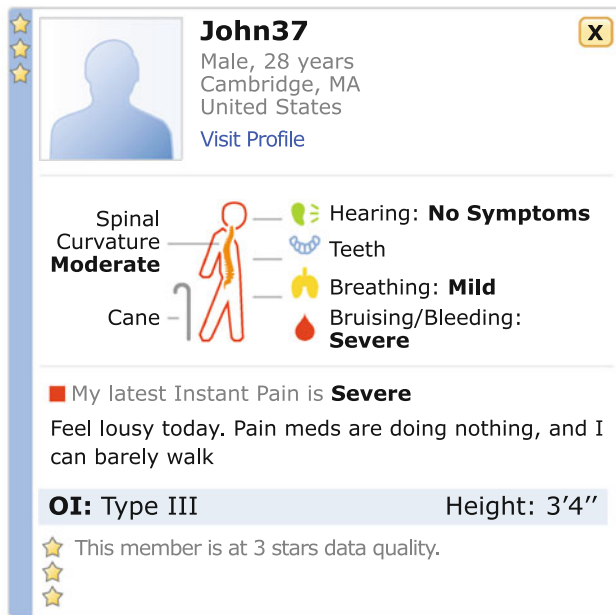 John37
X
Male, 28 years
Cambridge, MA
United States
Visit Profile
Spinal
Curvature
Moderate
Cane
Hearing: No Symptoms
Teeth
Breathing: Mild
Bruising/Bleeding:
Severe
My latest Instant Pain is Severe
Feel lousy today. Pain meds are doing nothing, and I
can barely walk
OI: Type III Height: 3’4’’
This member is at 3 stars data quality.